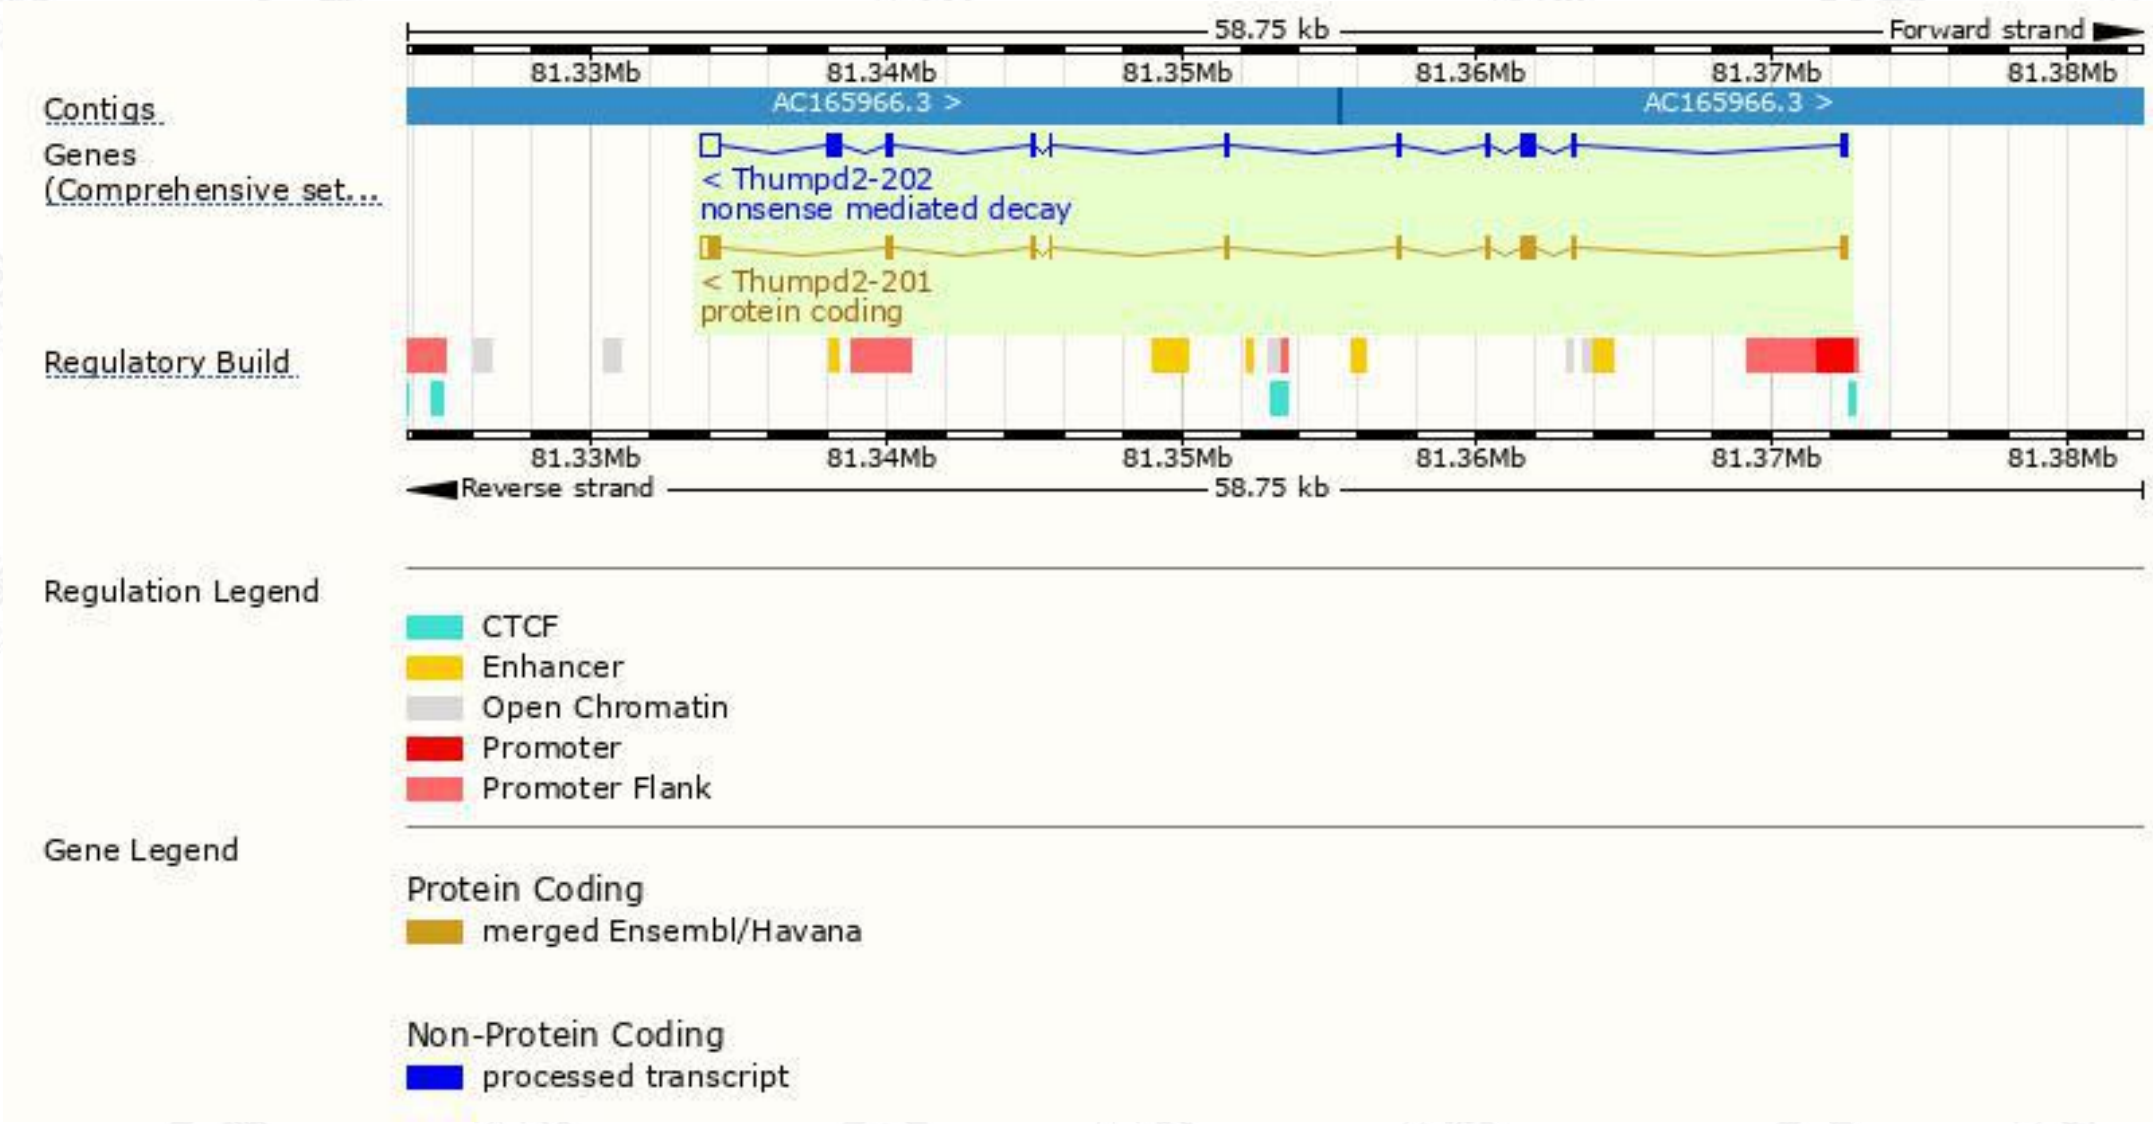 58.75 kb Forward strand
81.33Mb 81.34Mb 81.35Mb 81.36Mb 81.37Mb 81.38Mb
Contigs AC165966.3 > AC165966.3 >
Genes
(Comprehensive set...
< Thumpd2-202
nonsense mediated decay
< Thumpd2-201
protein coding
Regulatory Build
81.33Mb 81.34Mb 81.35Mb 81.36Mb 81.37Mb 81.38Mb
Reverse strand 58.75 kb
Regulation Legend
CTCF
Enhancer
Open Chromatin
Promoter
Promoter Flank
Gene Legend
Protein Coding
merged Ensembl/Havana
Non-Protein Coding
processed transcript